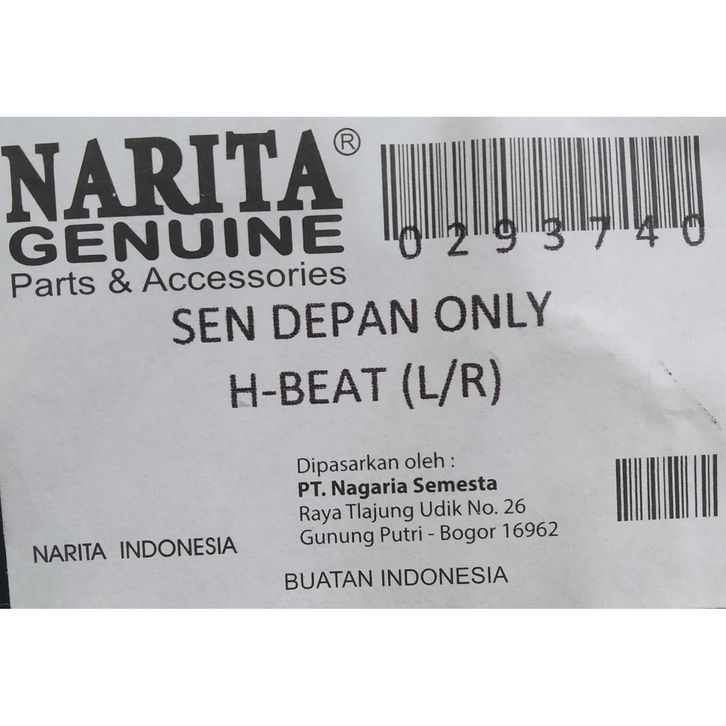 NARITA®
GENUINE
Parts & Accessories
0293740
SEN DEPAN ONLY
H-BEAT (L/R)
Dipasarkan oleh :
PT. Nagaria Semesta
Raya Tlajung Udik No. 26
Gunung Putri - Bogor 16962
NARITA INDONESIA
BUATAN INDONESIA